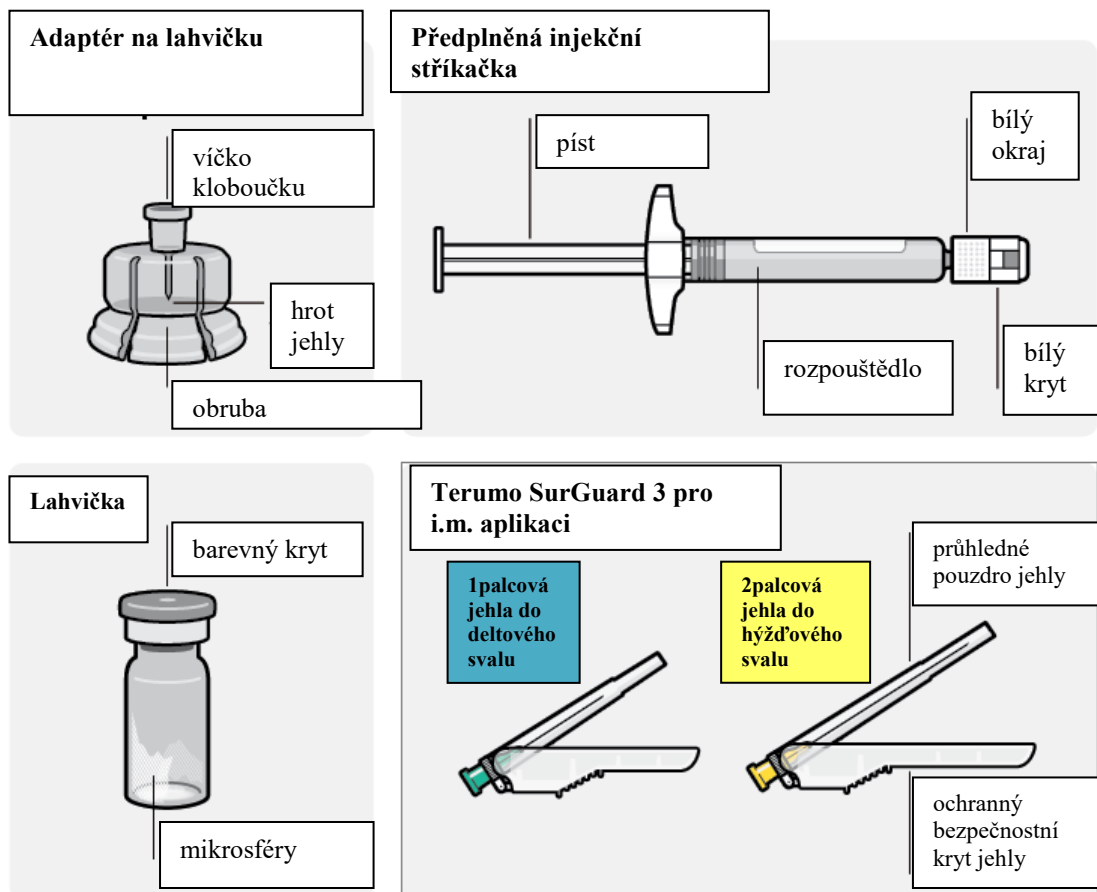 Adaptér na lahvičku
víčko
kloboučku
hrot
jehly
obruba
Předplněná injekční
stříkačka
píst
bílý
okraj
rozpouštědlo
bílý
kryt
Lahvička
barevný kryt
mikrosféry
Terumo SurGuard 3 pro
i.m. aplikaci
1palcová
jehla do
deltového
svalu
2palcová
jehla do
hýžďového
svalu
průhledné
pouzdro jehly
ochranný
bezpečnostní
kryt jehly